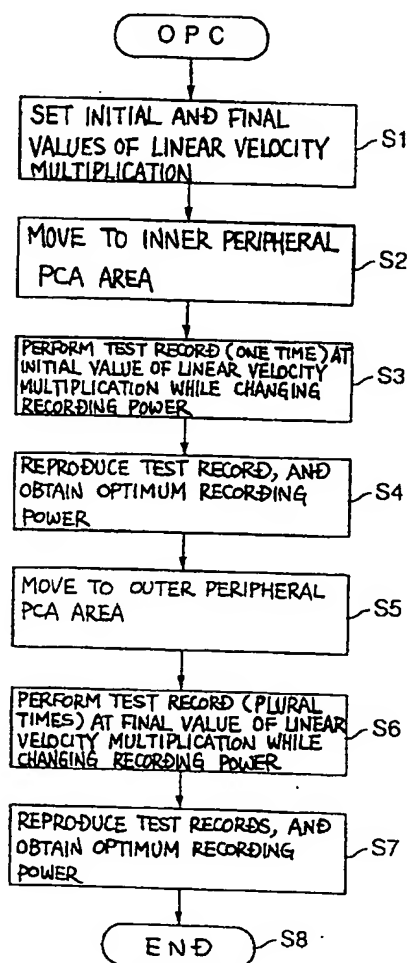 OPC
SET INITIAL AND FINAL
VALUES OF LINEAR VELOCITY
MULTIPLICATION
S1
MOVE TO INNER PERIPHERAL
PCA AREA
S2
PERFORM TEST RECORD (ONE TIME) AT
INITIAL VALUE OF LINEAR VELOCITY
MULTIPLICATION WHILE CHANGING
RECORDING POWER
S3
REPRODUCE TEST RECORD, AND
OBTAIN OPTIMUM RECORDING
POWER
S4
MOVE TO OUTER PERIPHERAL
PCA AREA
S5
PERFORM TEST RECORD (PLURAL
TIMES) AT FINAL VALUE OF LINEAR
VELOCITY MULTIPLICATION WHILE
CHANGING RECORDING POWER
S6
REPRODUCE TEST RECORDS, AND
OBTAIN OPTIMUM RECORDING
POWER
S7
END
S8